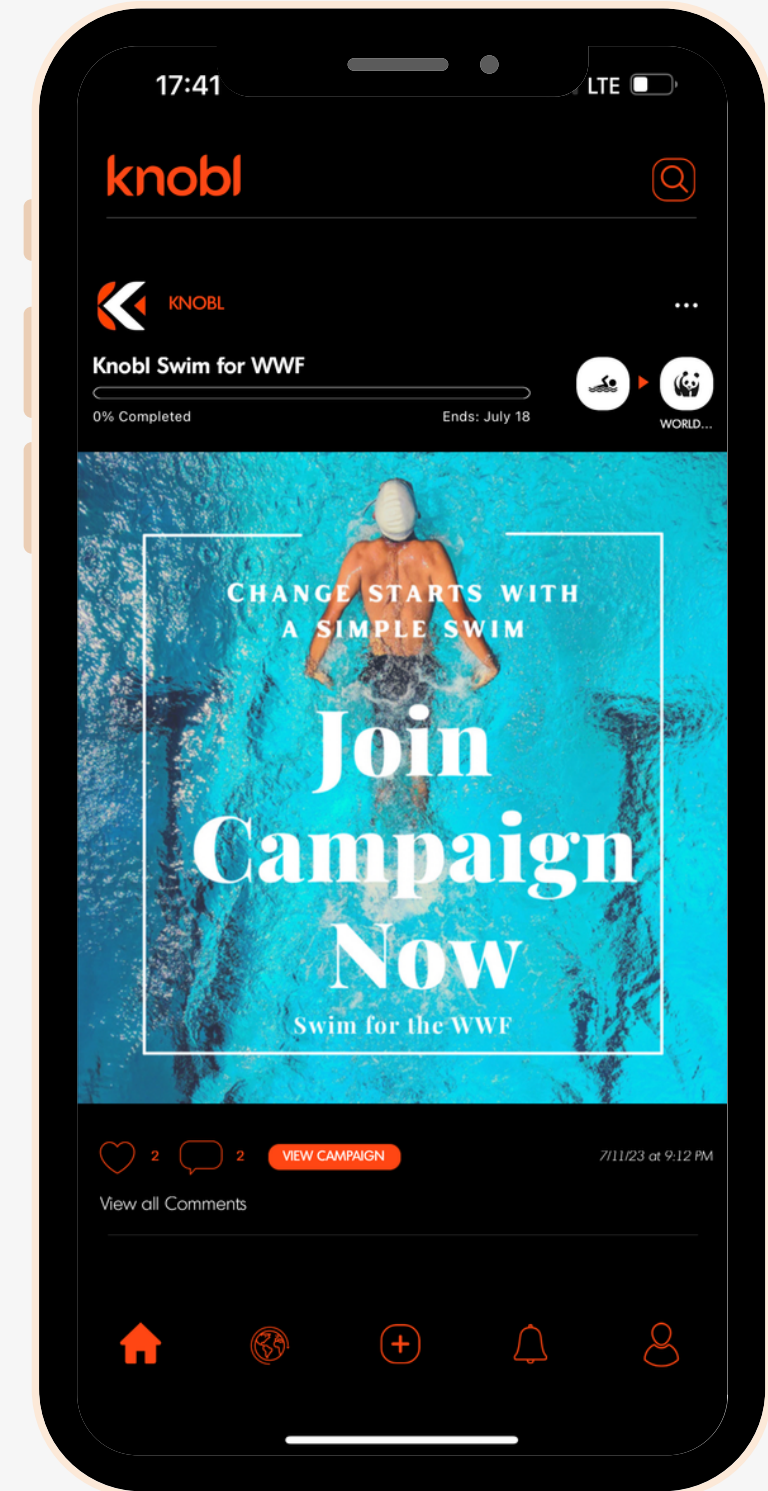 17:41
LTE
knobl
KNOBL
Knobl Swim for WWF
0% Completed
Ends: July 18
WORLD...
CHANGE STARTS WITH
A SIMPLE SWIM
Join
Campaign
Now
Swim for the WWF
2
2
VIEW CAMPAIGN
7/11/23 at 9:12 PM
View all Comments